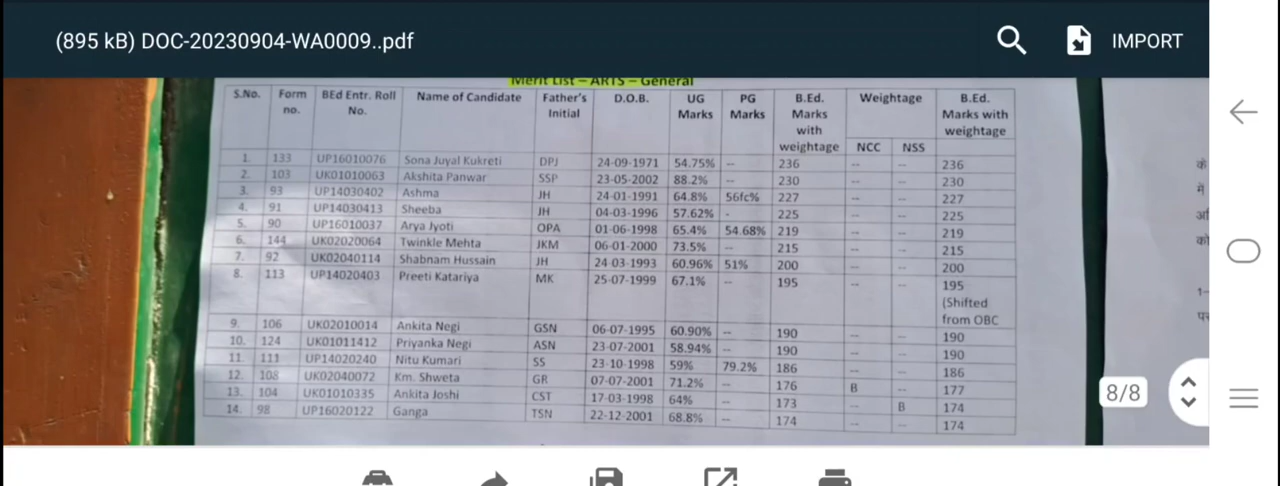 (895 kB) DOC-20230904-WA0009..pdf IMPORT
Merit List – ARTS – General
S.No. Form no. BEd Entr. Roll No. Name of Candidate Father's Initial D.O.B. UG Marks PG Marks B.Ed. Marks with weightage Weightage B.Ed. Marks with weightage
NCC NSS
1. 133 UP16010076 Sona Juyal Kukreti DPJ 24-09-1971 54.75% -- 236 -- -- 236
2. 103 UK01010063 Akshita Panwar SSP 23-05-2002 88.2% -- 230 -- -- 230
3. 93 UP14030402 Ashma JH 24-01-1991 64.8% 56fc% 227 -- -- 227
4. 91 UP14030413 Sheeba JH 04-03-1996 57.62% - 225 -- -- 225
5. 90 UP16010037 Arya Jyoti OPA 01-06-1998 65.4% 54.68% 219 -- -- 219
6. 144 UK02020064 Twinkle Mehta JKM 06-01-2000 73.5% -- 215 -- -- 215
7. 92 UK02040114 Shabnam Hussain JH 24-03-1993 60.96% 51% 200 -- -- 200
8. 113 UP14020403 Preeti Katariya MK 25-07-1999 67.1% -- 195 -- -- 195
(Shifted
from OBC
9. 106 UK02010014 Ankita Negi GSN 06-07-1995 60.90% -- 190 -- -- 190
10. 124 UK01011412 Priyanka Negi ASN 23-07-2001 58.94% -- 190 -- -- 190
11. 111 UP14020240 Nitu Kumari SS 23-10-1998 59% 79.2% 186 -- -- 186
12. 108 UK02040072 Km. Shweta GR 07-07-2001 71.2% -- 176 B -- 177
13. 104 UK01010335 Ankita Joshi CST 17-03-1998 64% -- 173 -- B 174
14. 98 UP16020122 Ganga TSN 22-12-2001 68.8% -- 174 -- -- 174
के
में
को
1-
8/8